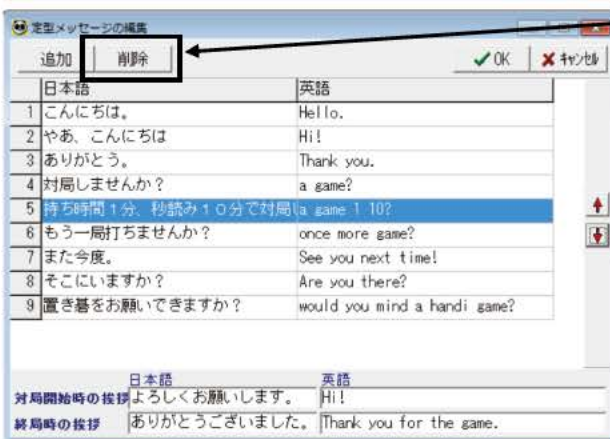 定型メッセージの編集
追加 削除 OK キャンセル
日本語 英語
1 こんにちは。 Hello.
2 やあ、こんにちは Hi!
3 ありがとう。 Thank you.
4 対局しませんか? a game?
5 持ち時間1分、秒読み10分で対局し a game 1 10?
6 もう一局打ちませんか? once more game?
7 また今度。 See you next time!
8 そこにいますか? Are you there?
9 置き碁をお願いできますか? would you mind a handi game?
日本語 英語
対局開始時の挨拶 よろしくお願いします。 Hi!
終局時の挨拶 ありがとうございました。 Thank you for the game.